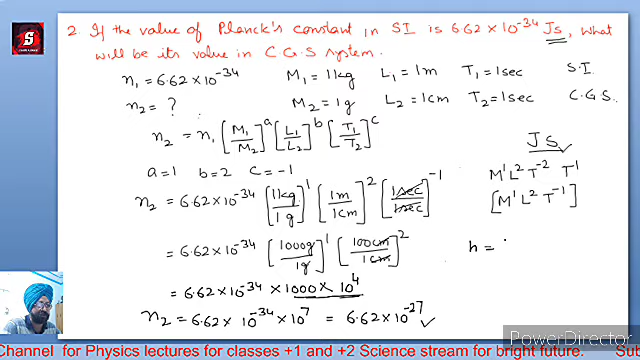 2. If the value of Planck's constant in SI is 6.62 × 10⁻³⁴ Js, what
will be its value in C.G.S system.
n₁ = 6.62 × 10⁻³⁴ M₁ = 1kg L₁ = 1m T₁ = 1sec S.I.
n₂ = ? M₂ = 1g L₂ = 1cm T₂ = 1sec C.G.S.
n₂ = n₁ [M₁/M₂]ᵃ [L₁/L₂]ᵇ [T₁/T₂]ᶜ
a = 1 b = 2 c = -1
n₂ = 6.62 × 10⁻³⁴ [1kg/1g]¹ [1m/1cm]² [1sec/1sec]⁻¹
= 6.62 × 10⁻³⁴ [1000g/1g]¹ [100cm/1cm]²
= 6.62 × 10⁻³⁴ × 1000 × 10⁴
n₂ = 6.62 × 10⁻³⁴ × 10⁷ = 6.62 × 10⁻²⁷ ✓
JS
M¹ L² T⁻² T¹
[M¹ L² T⁻¹]
h =
POWERDIRECTOR
Channel for Physics lectures for classes +1 and +2 Science stream for bright future. Sub